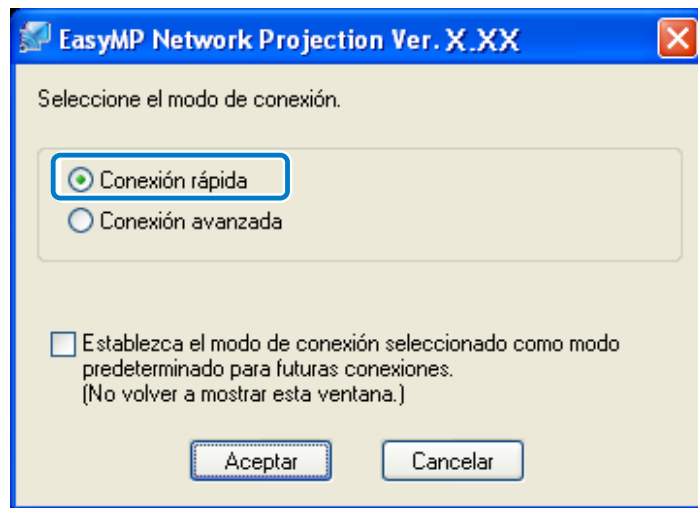 EasyMP Network Projection Ver. X.XX
Seleccione el modo de conexión.
Conexión rápida
Conexión avanzada
Establezca el modo de conexión seleccionado como modo
predeterminado para futuras conexiones.
(No volver a mostrar esta ventana.)
Aceptar
Cancelar